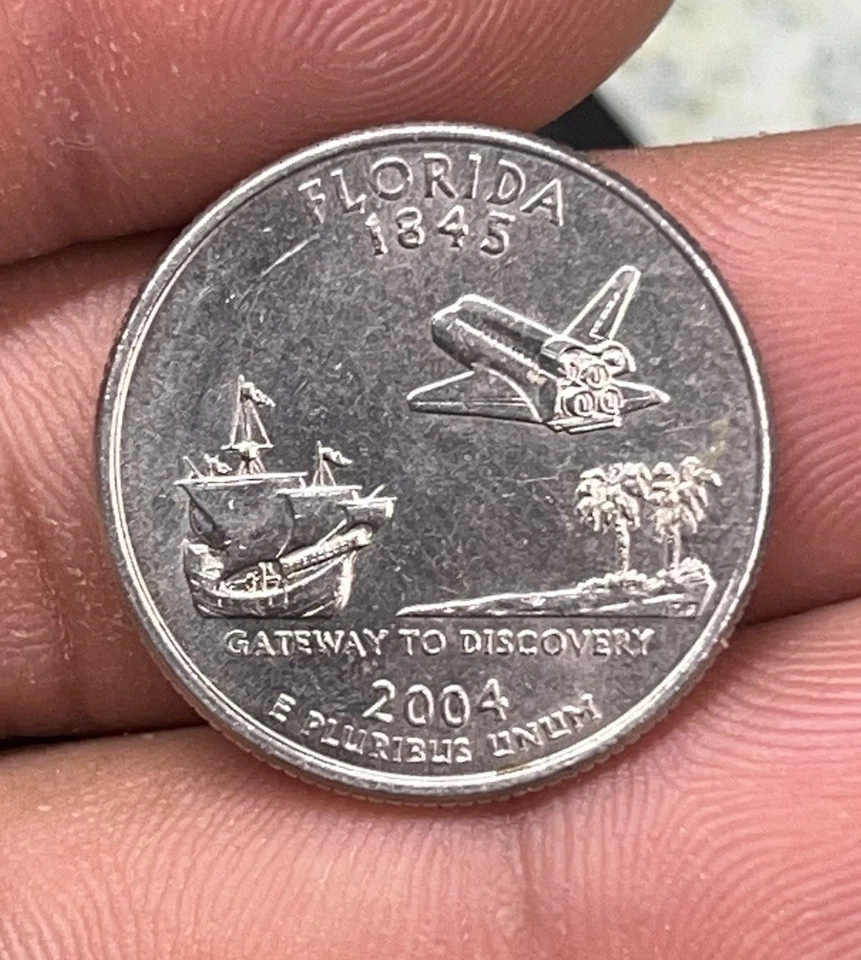 FLORIDA
1845
GATEWAY TO DISCOVERY
2004
E PLURIBUS UNUM